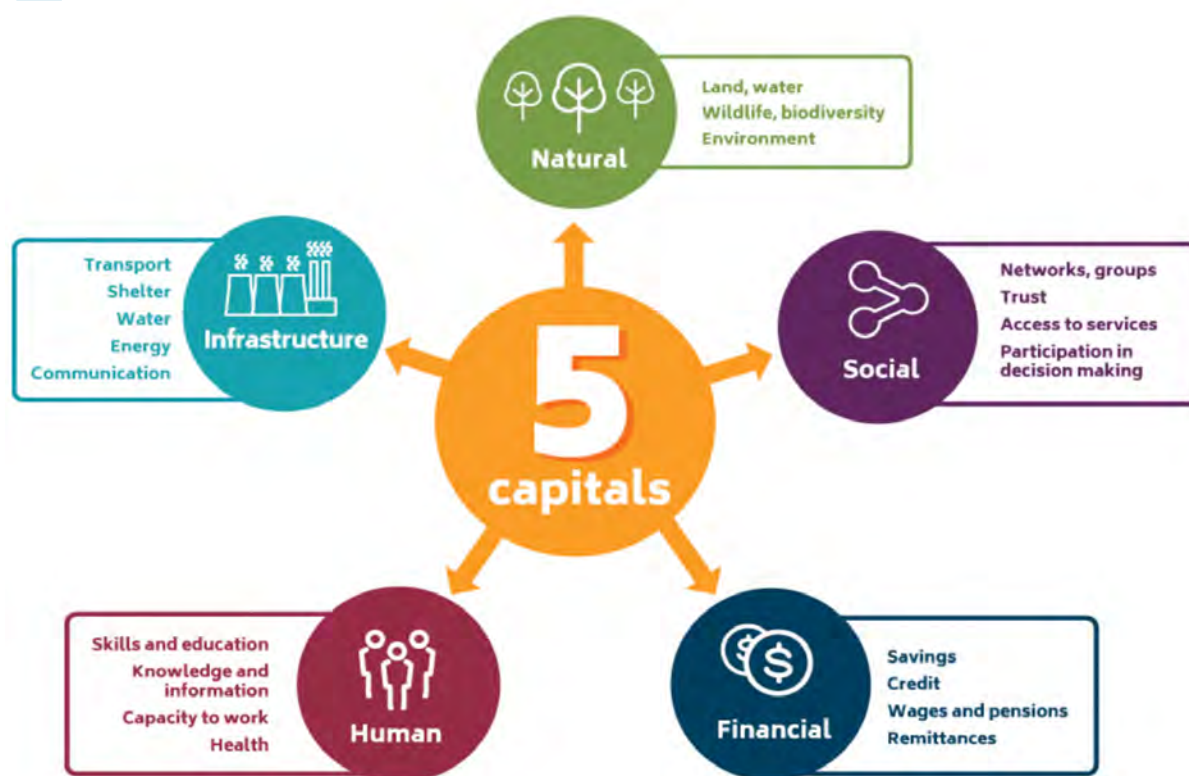 Natural
Land, water
Wildlife, biodiversity
Environment
Transport
Shelter
Water
Energy
Communication
Infrastructure
Social
Networks, groups
Trust
Access to services
Participation in
decision making
5
capitals
Skills and education
Knowledge and
information
Capacity to work
Health
Human
$
$
Financial
Savings
Credit
Wages and pensions
Remittances